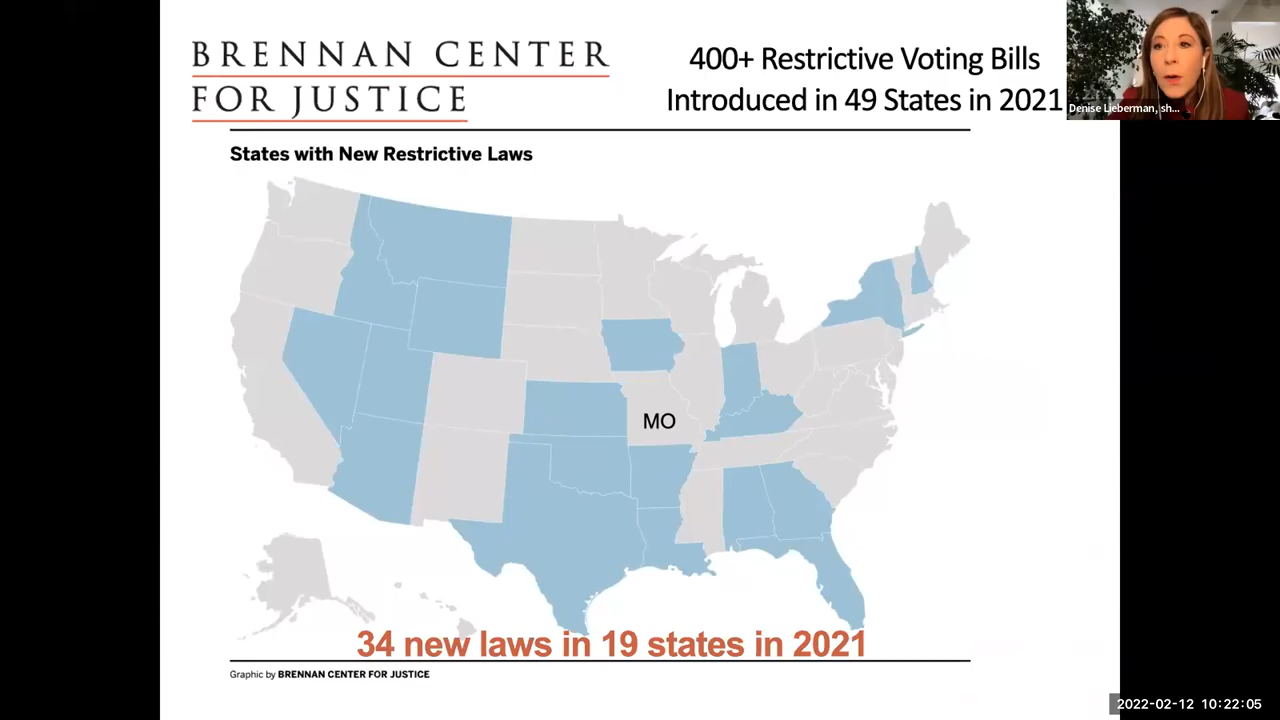 BRENNAN CENTER
FOR JUSTICE
400+ Restrictive Voting Bills
Introduced in 49 States in 2021
Denise Lieberman, sh...
States with New Restrictive Laws
MO
34 new laws in 19 states in 2021
Graphic by BRENNAN CENTER FOR JUSTICE
2022-02-12 10:22:05